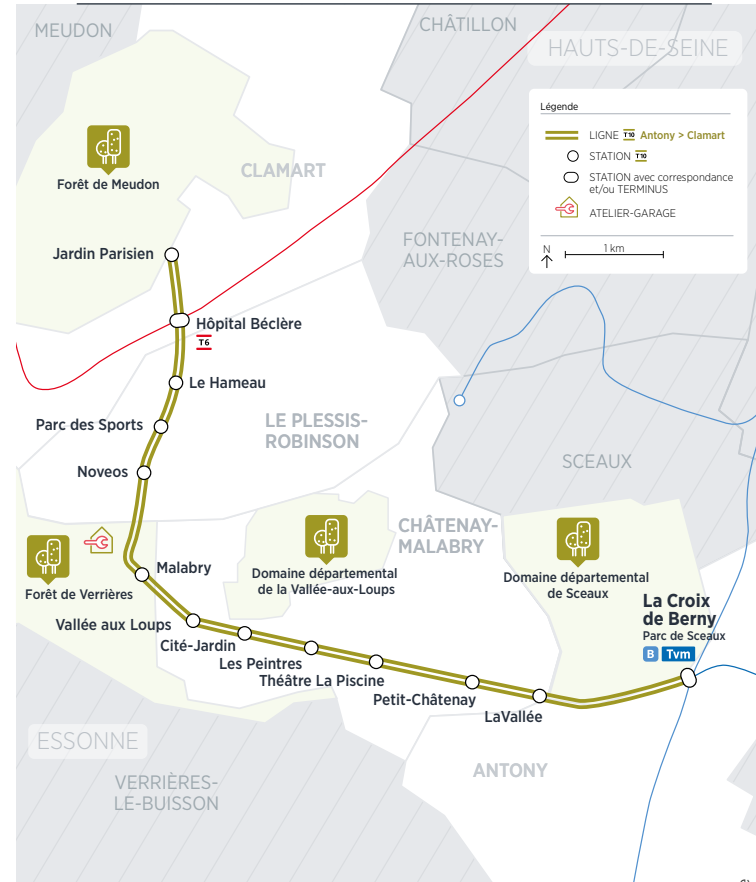 MEUDON
CHÂTILLON
HAUTS-DE-SEINE
Légende
LIGNE T10 Antony > Clamart
STATION T10
STATION avec correspondance
et/ou TERMINUS
ATELIER-GARAGE
N
1 km
Forêt de Meudon
CLAMART
Jardin Parisien
FONTENAY-
AUX-ROSES
Hôpital Béclère
T6
Le Hameau
Parc des Sports
LE PLESSIS-
ROBINSON
Noveos
SCEAUX
CHÂTENAY-
MALABRY
Forêt de Verrières
Malabry
Domaine départemental
de la Vallée-aux-Loups
Domaine départemental
de Sceaux
La Croix
de Berny
Parc de Sceaux
B Tvm
Vallée aux Loups
Cité-Jardin
Les Peintres
Théâtre La Piscine
Petit-Châtenay
LaVallée
ESSONNE
ANTONY
VERRIÈRES-
LE-BUISSON